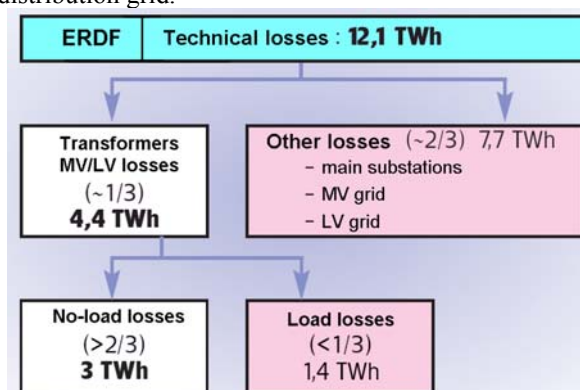 distribution grid.
ERDF Technical losses : 12,1 TWh
Transformers
MV/LV losses
(~1/3)
4,4 TWh
Other losses (~2/3) 7,7 TWh
– main substations
– MV grid
– LV grid
No-load losses
(>2/3)
3 TWh
Load losses
(<1/3)
1,4 TWh